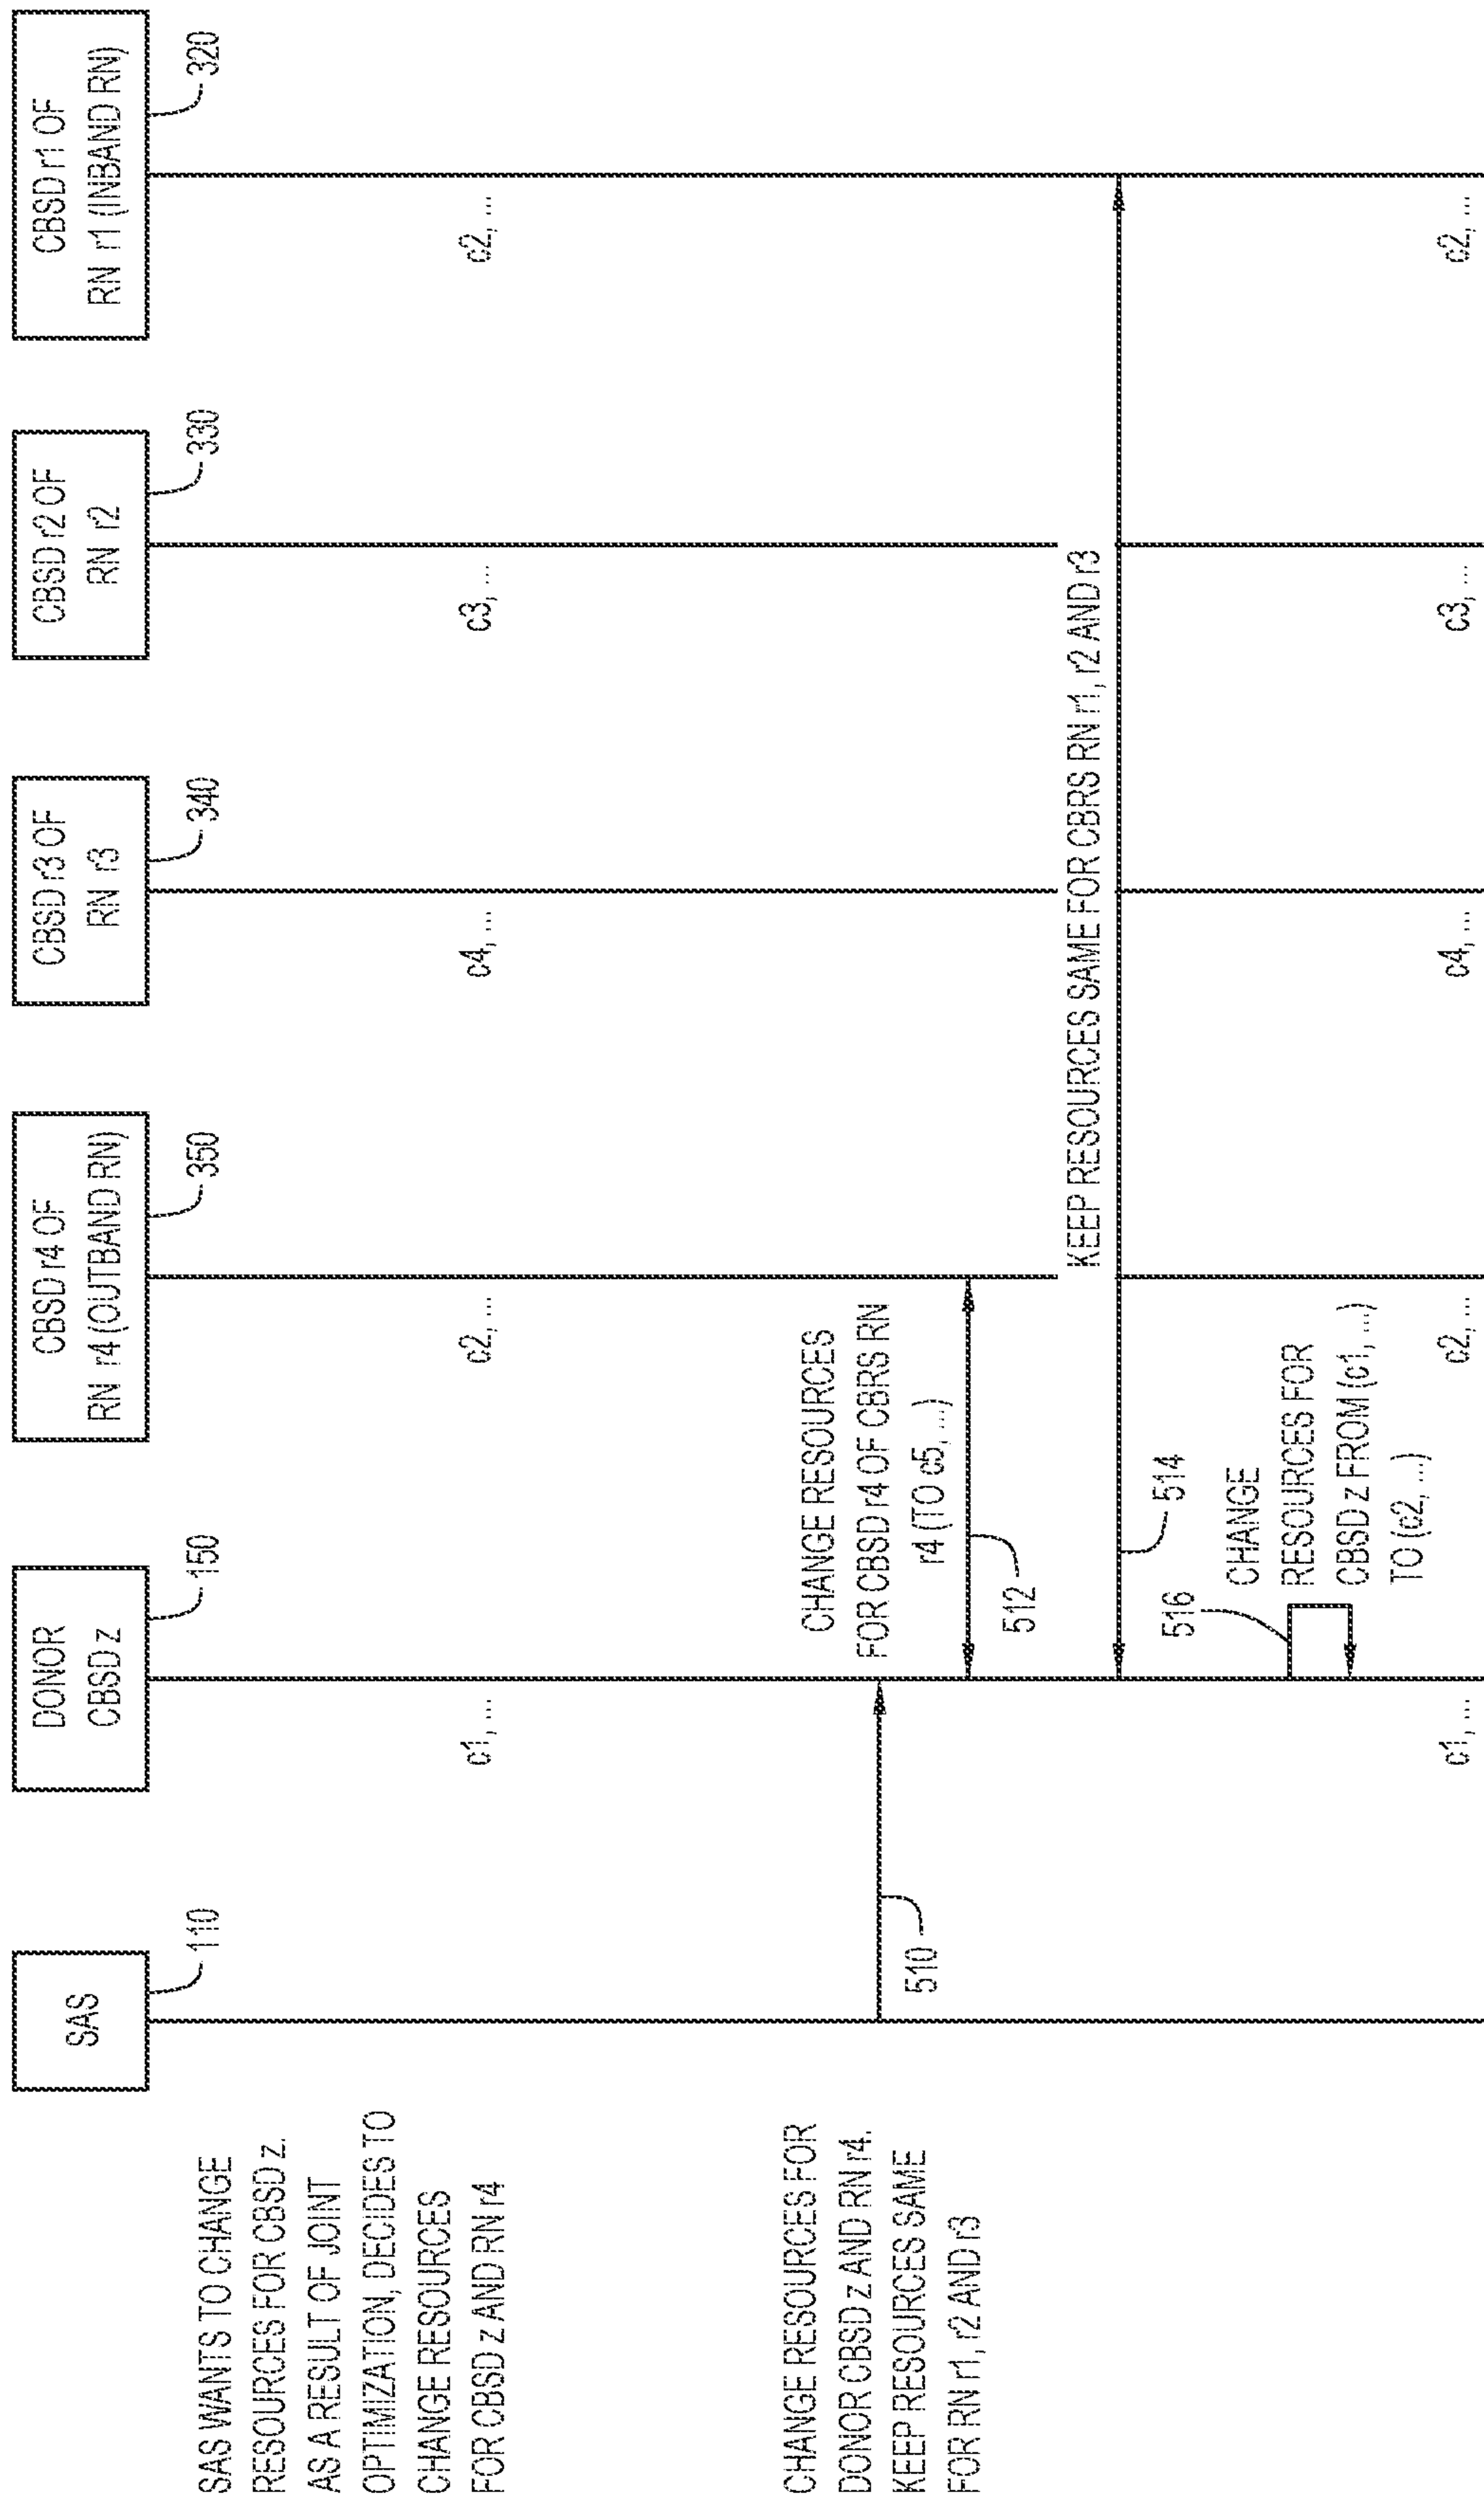 SAS
110
DONOR
CBSD z
150
CBSD r4 OF
RN r4 (OUTBAND RN)
350
CBSD r3 OF
RN r3
340
CBSD r2 OF
RN r2
330
CBSD r1 OF
RN r1 (INBAND RN)
320
SAS WANTS TO CHANGE
RESOURCES FOR CBSD z.
AS A RESULT OF JOINT
OPTIMIZATION, DECIDES TO
CHANGE RESOURCES
FOR CBSD z AND RN r4
c1, ...
c2, ...
c4, ...
c3, ...
c2, ...
CHANGE RESOURCES FOR
DONOR CBSD z AND RN r4.
KEEP RESOURCES SAME
FOR RN r1, r2 AND r3
510
CHANGE RESOURCES
FOR CBSD r4 OF CBRS RN
r4 (TO c5, ...)
512
KEEP RESOURCES SAME FOR CBRS RN r1, r2 AND r3
514
516
CHANGE
RESOURCES FOR
CBSD z FROM (c1, ...)
TO (c2, ...)
c1, ...
c2, ...
c4, ...
c3, ...
c2, ...